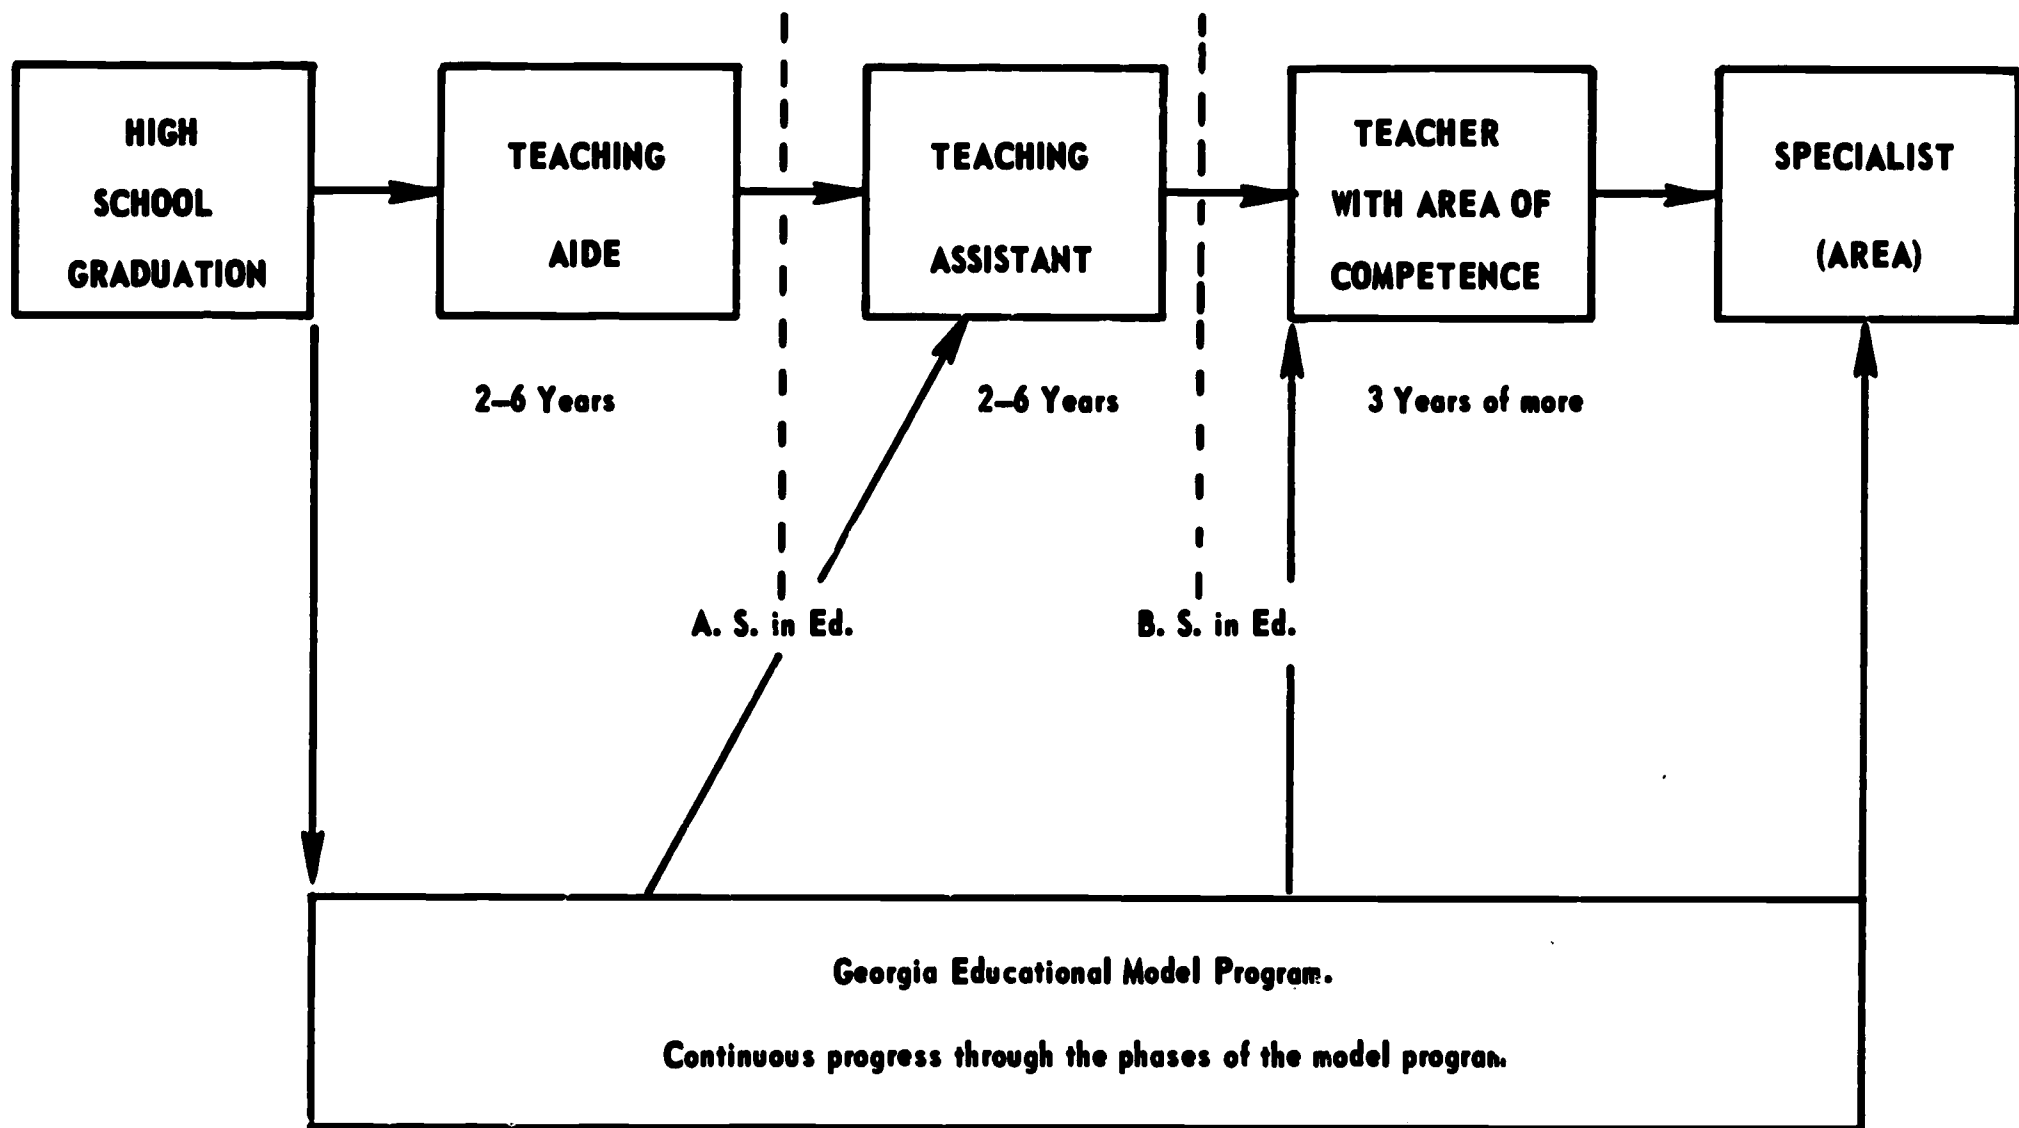 HIGH
SCHOOL
GRADUATION
TEACHING
AIDE
TEACHING
ASSISTANT
TEACHER
WITH AREA OF
COMPETENCE
SPECIALIST
(AREA)
2–6 Years
2–6 Years
3 Years of more
A. S. in Ed.
B. S. in Ed.
Georgia Educational Model Program.
Continuous progress through the phases of the model program.